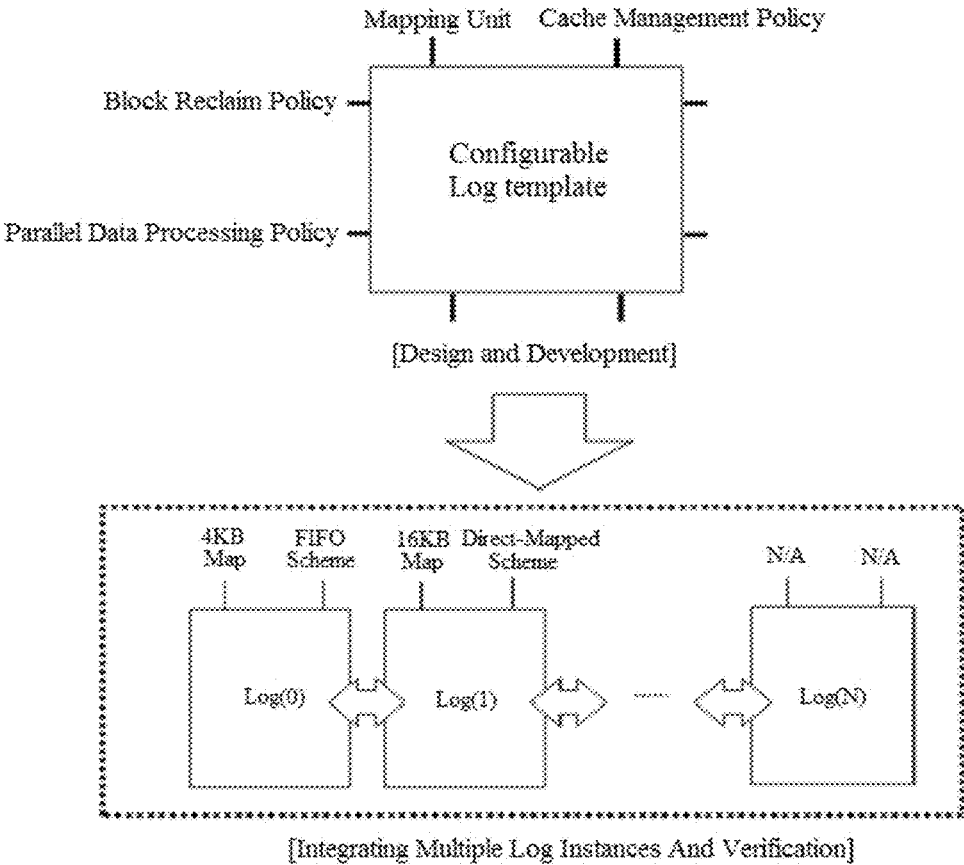 Mapping Unit Cache Management Policy
Block Reclaim Policy
Configurable
Log template
Parallel Data Processing Policy
[Design and Development]
4KB
Map
FIFO
Scheme
16KB
Map
Direct-Mapped
Scheme
N/A
N/A
Log(0)
Log(1)
.....
Log(N)
[Integrating Multiple Log Instances And Verification]